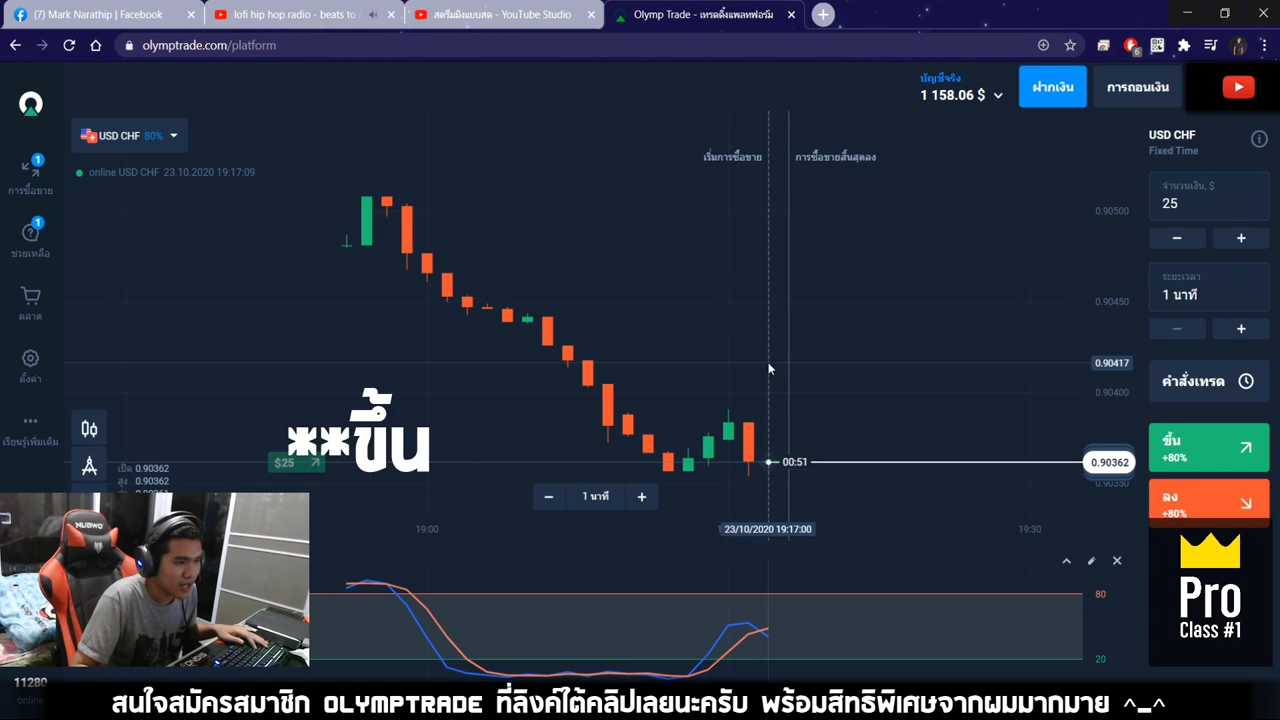 (7) Mark Narathip | Facebook
lofi hip hop radio - beats to r
สตรีมมิงแบบสด - YouTube Studio
Olymp Trade - เทรดดิ้งแพลทฟอร์ม
olymptrade.com/platform
6
บัญชีจริง
1 158.06 $
ฝากเงิน
การถอนเงิน
USD CHF 80%
online USD CHF 23.10.2020 19:17:09
เริ่มการซื้อขาย
การซื้อขายสิ้นสุดลง
1
การซื้อขาย
1
ช่วยเหลือ
ตลาด
ตั้งค่า
เรียนรู้เพิ่มเติม
0.90500
0.90450
0.90417
0.90400
0.90362
0.90350
USD CHF
Fixed Time
จำนวนเงิน, $
25
ระยะเวลา
1 นาที
คำสั่งเทรด
ขึ้น
+80%
ลง
+80%
**ขึ้น
$25
เปิด 0.90362
สูง 0.90362
00:51
1 นาที
19:00
23/10/2020 19:17:00
19:30
80
20
NUBWO
Pro
Class #1
11280
online
สนใจสมัครสมาชิก OLYMPTRADE ที่ลิงค์ใต้คลิปเลยนะครับ พร้อมสิทธิพิเศษจากผมมากมาย ^_^